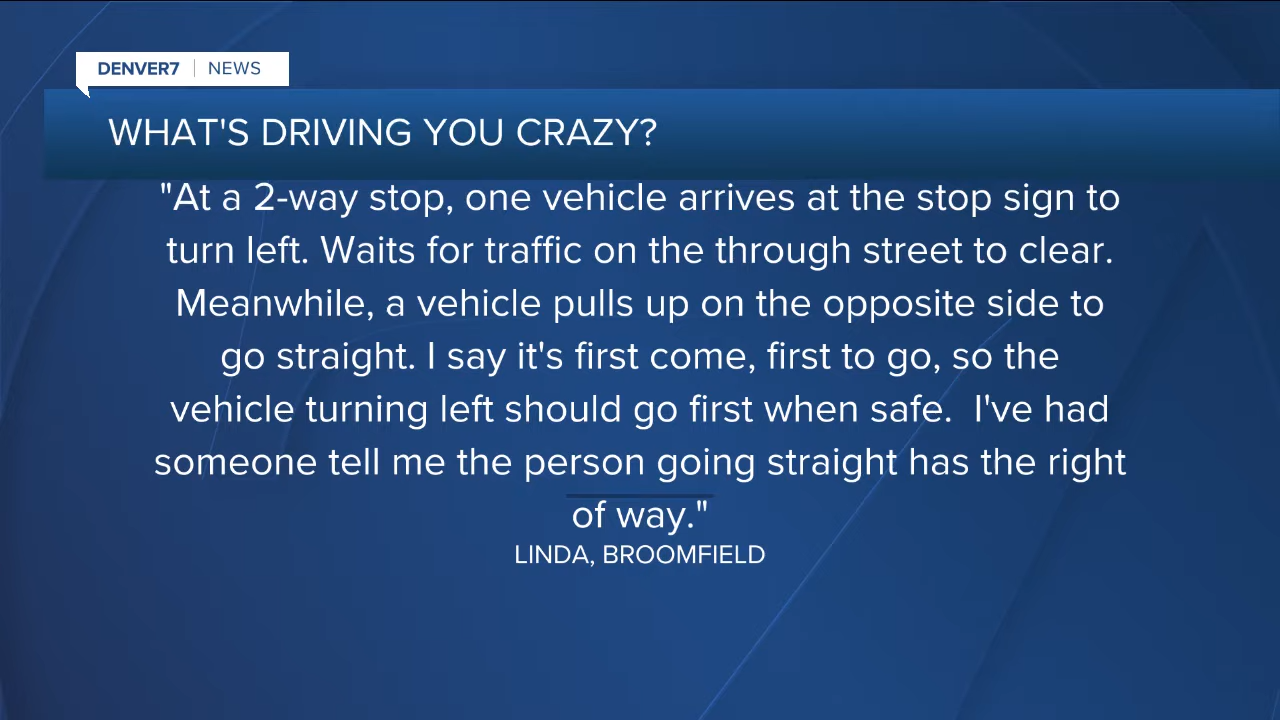 DENVER7 | NEWS
WHAT'S DRIVING YOU CRAZY?
"At a 2-way stop, one vehicle arrives at the stop sign to
turn left. Waits for traffic on the through street to clear.
Meanwhile, a vehicle pulls up on the opposite side to
go straight. I say it's first come, first to go, so the
vehicle turning left should go first when safe.  I've had
someone tell me the person going straight has the right
of way."
LINDA, BROOMFIELD